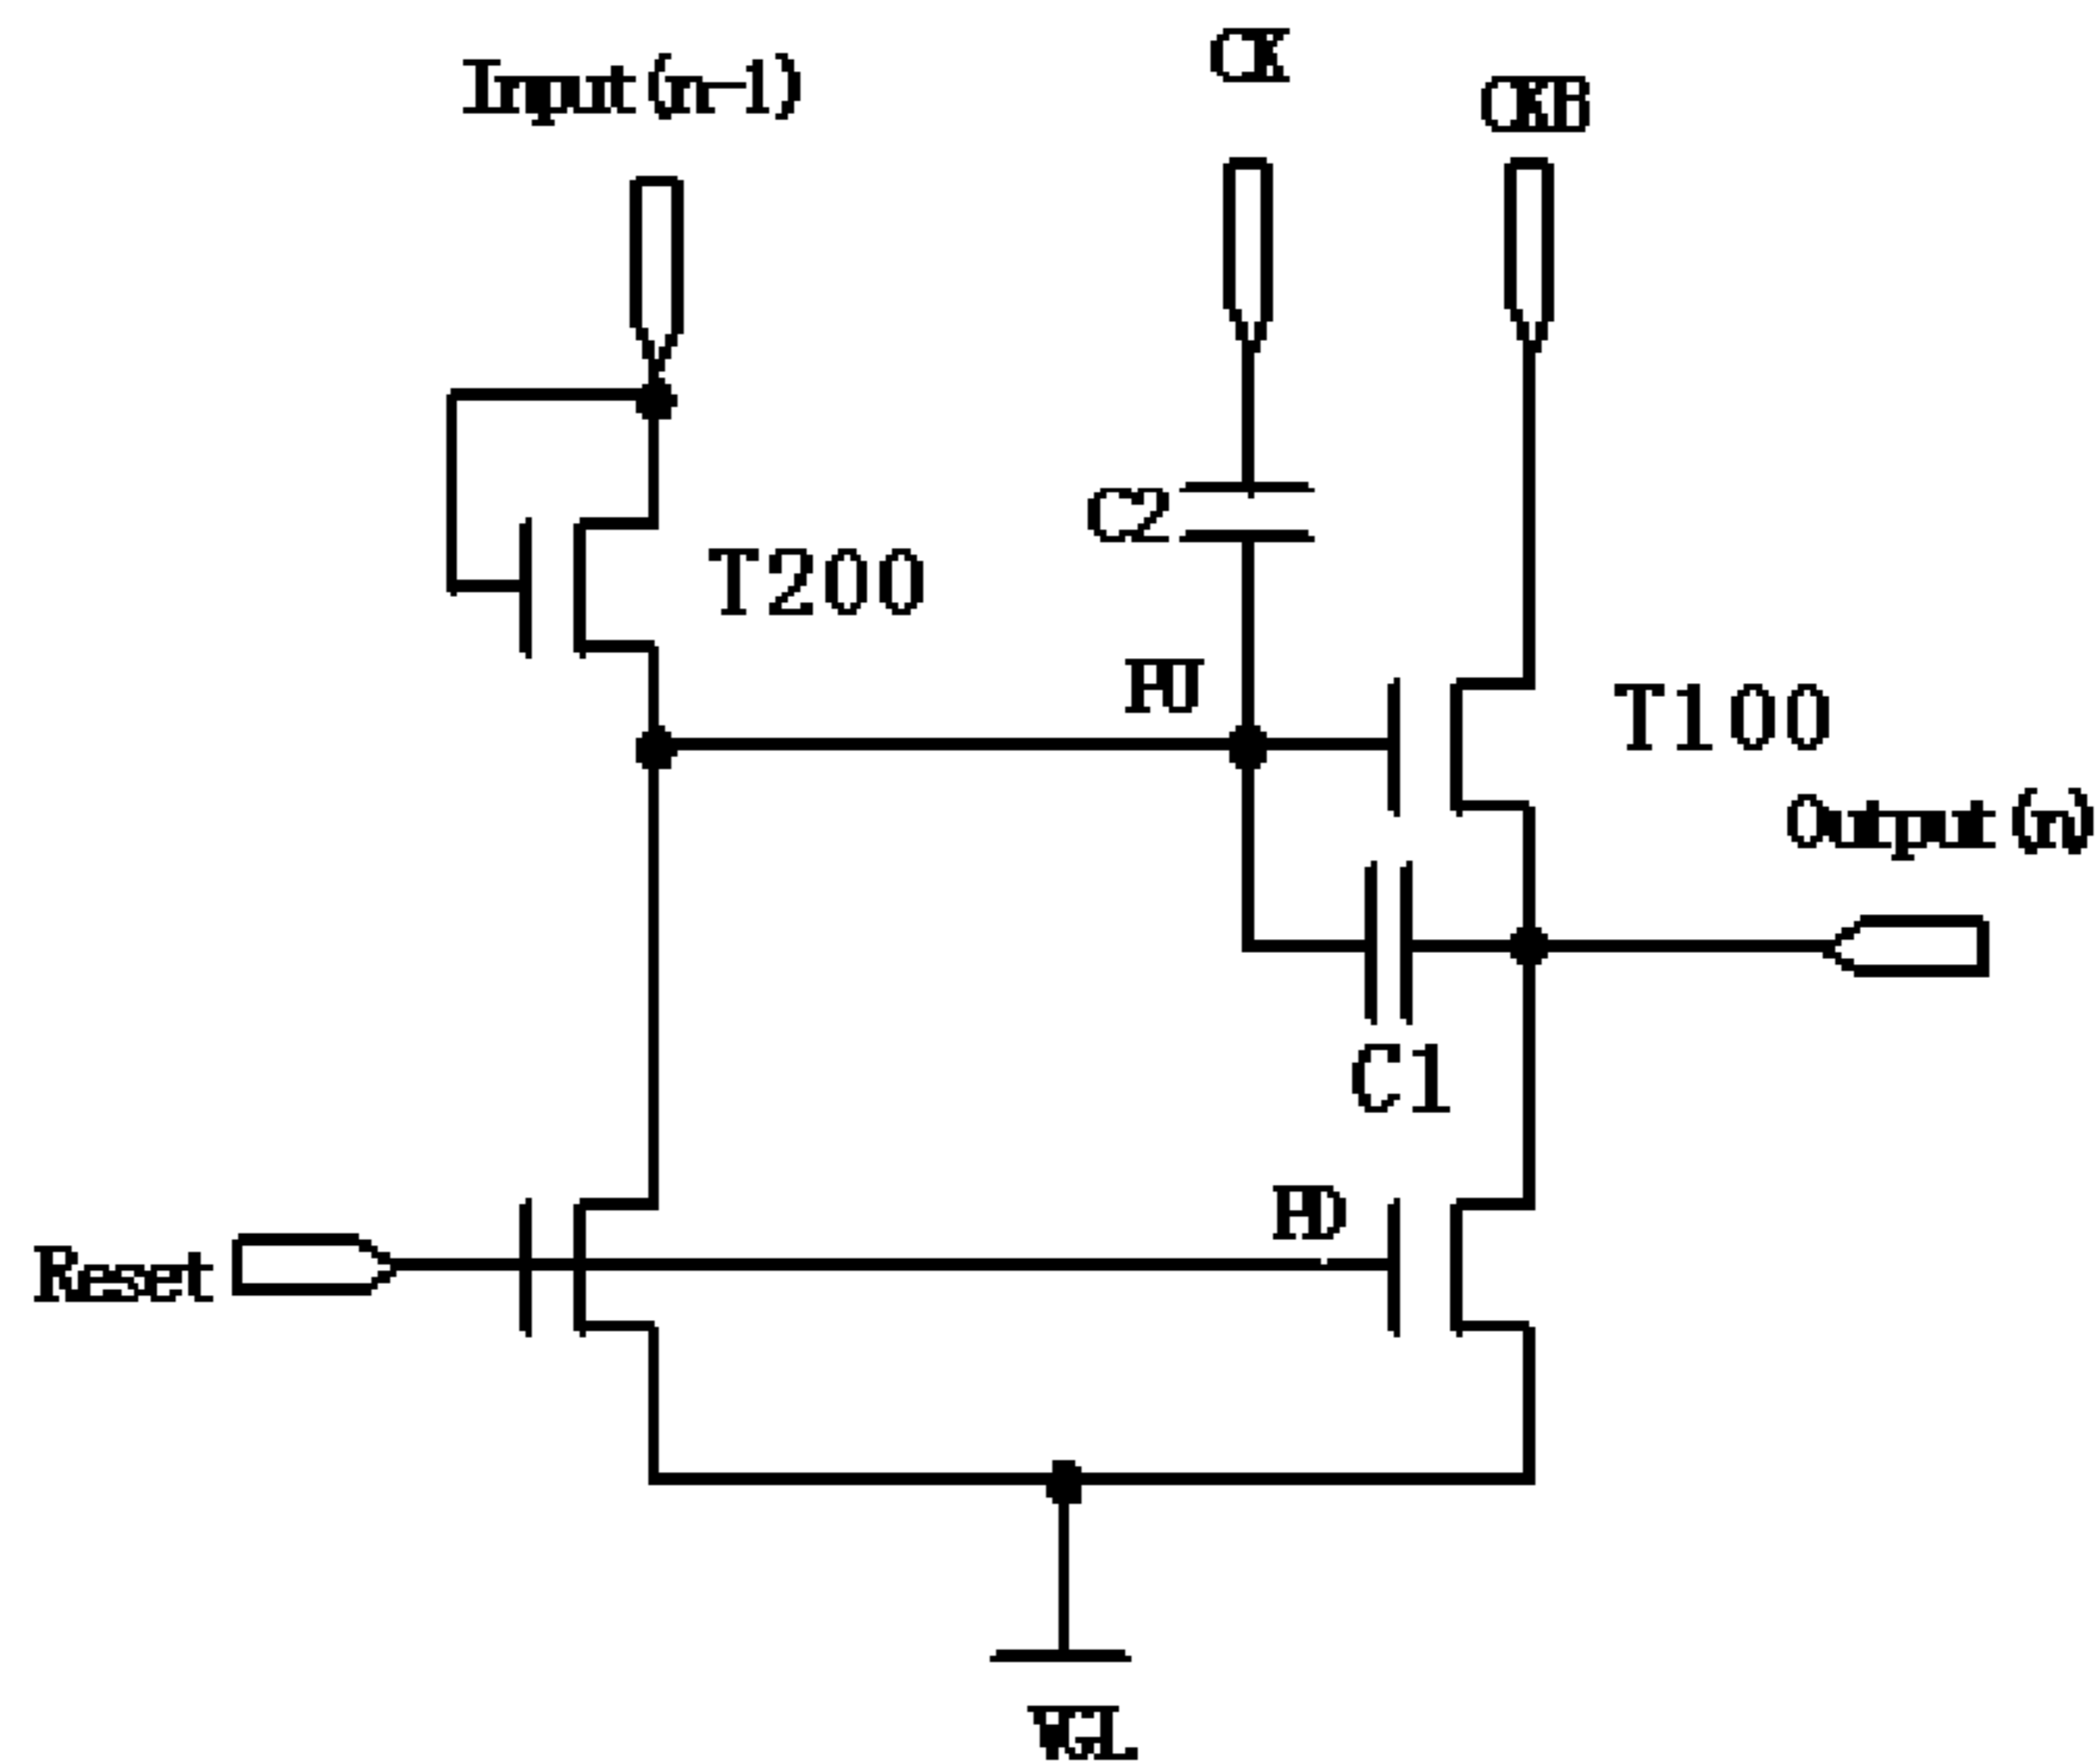 Input(n-1)
CK
CKB
C2
T200
PU
T100
Output(n)
C1
PD
Reset
VGL